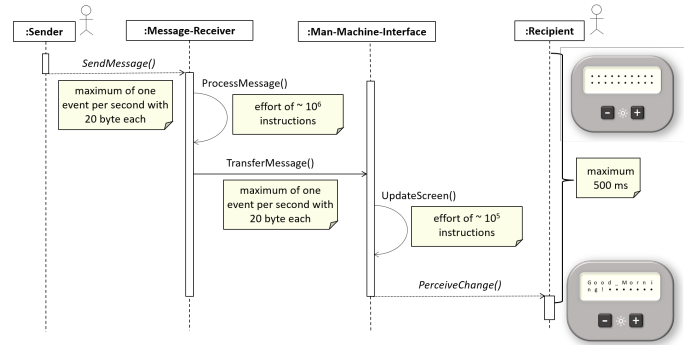 :Sender
:Message-Receiver
:Man-Machine-Interface
:Recipient
SendMessage()
maximum of one
event per second with
20 byte each
ProcessMessage()
effort of ~ 10⁶
instructions
TransferMessage()
maximum of one
event per second with
20 byte each
UpdateScreen()
effort of ~ 10⁵
instructions
maximum
500 ms
PerceiveChange()
- +
Good_Morni
ng!•••••••
- +